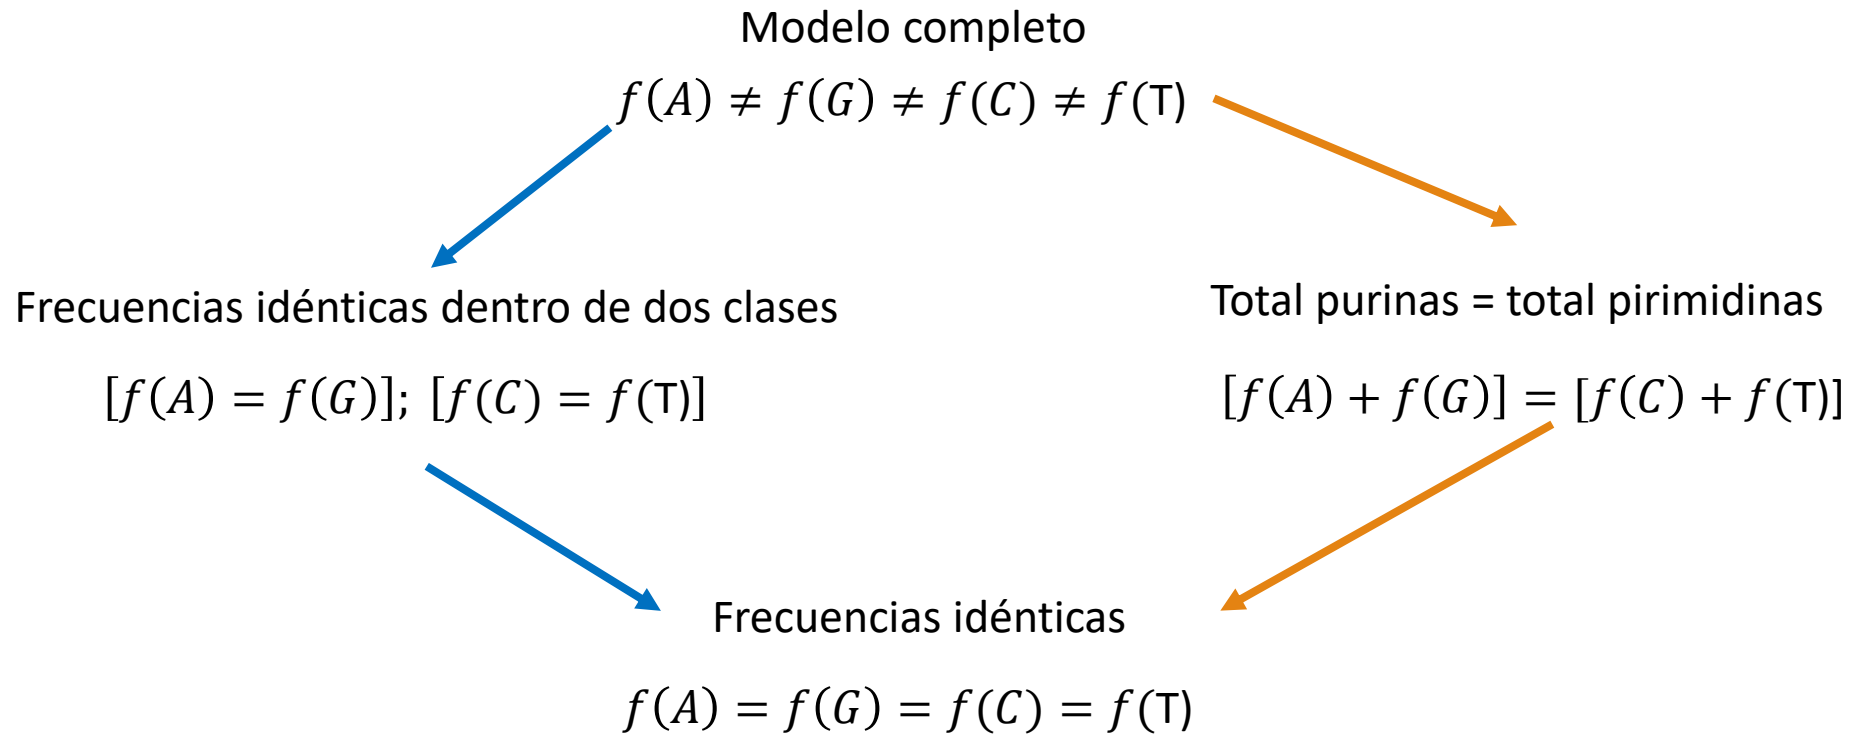 Modelo completo
f(A) ≠ f(G) ≠ f(C) ≠ f(T)
Frecuencias idénticas dentro de dos clases
[f(A) = f(G)]; [f(C) = f(T)]
Total purinas = total pirimidinas
[f(A) + f(G)] = [f(C) + f(T)]
Frecuencias idénticas
f(A) = f(G) = f(C) = f(T)